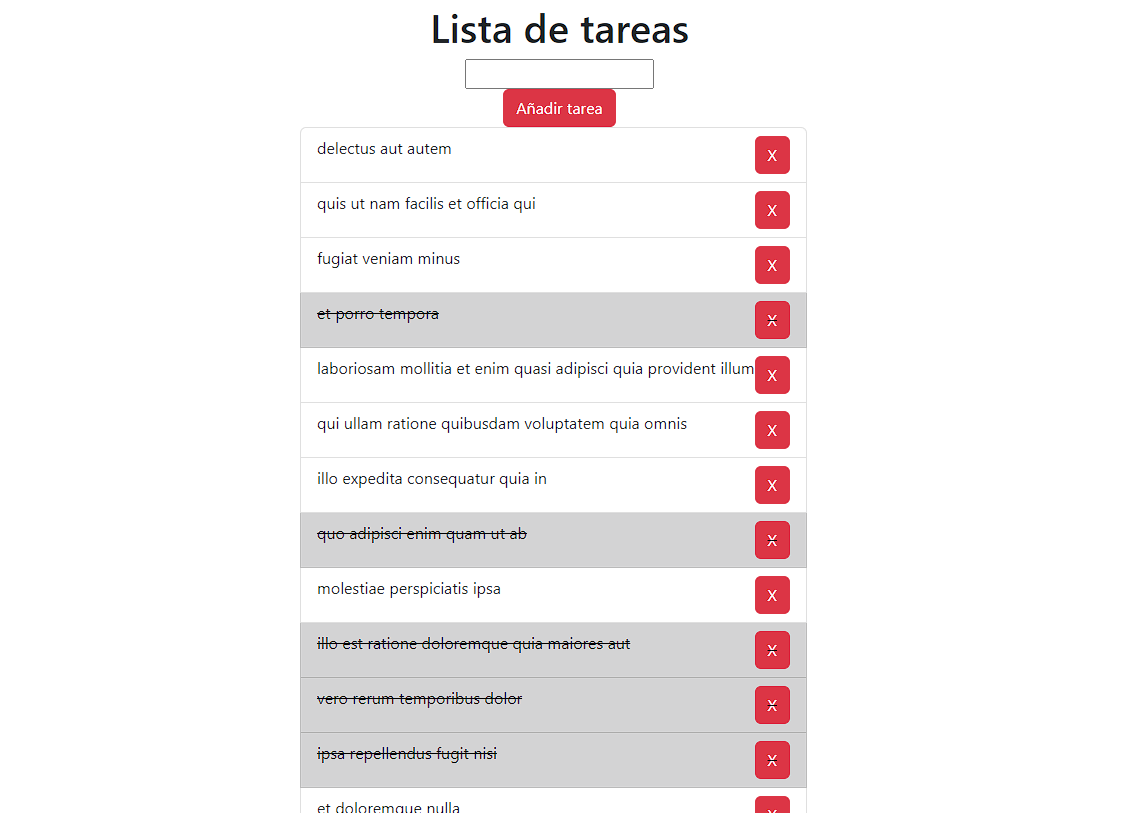 Lista de tareas
Añadir tarea
delectus aut autem X
quis ut nam facilis et officia qui X
fugiat veniam minus X
et porro tempora X
laboriosam mollitia et enim quasi adipisci quia provident illum X
qui ullam ratione quibusdam voluptatem quia omnis X
illo expedita consequatur quia in X
quo adipisci enim quam ut ab X
molestiae perspiciatis ipsa X
illo est ratione doloremque quia maiores aut X
vero rerum temporibus dolor X
ipsa repellendus fugit nisi X
et doloremque nulla